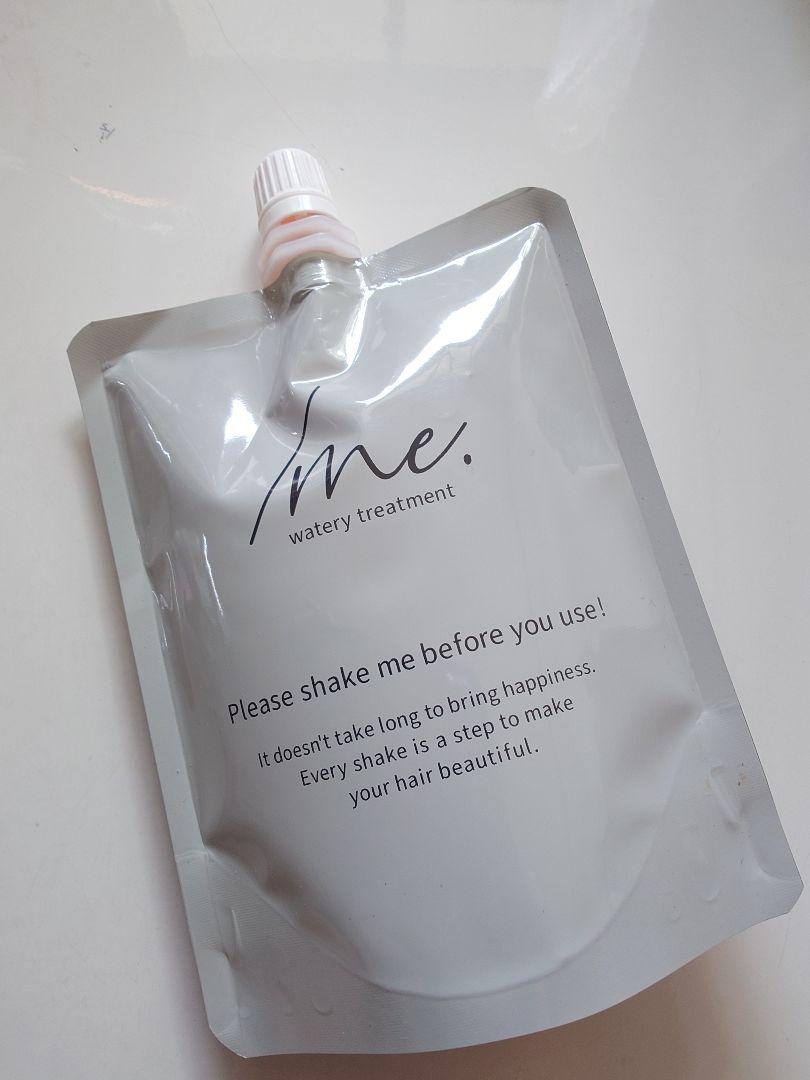 me.
watery treatment
Please shake me before you use!
It doesn't take long to bring happiness.
Every shake is a step to make
your hair beautiful.